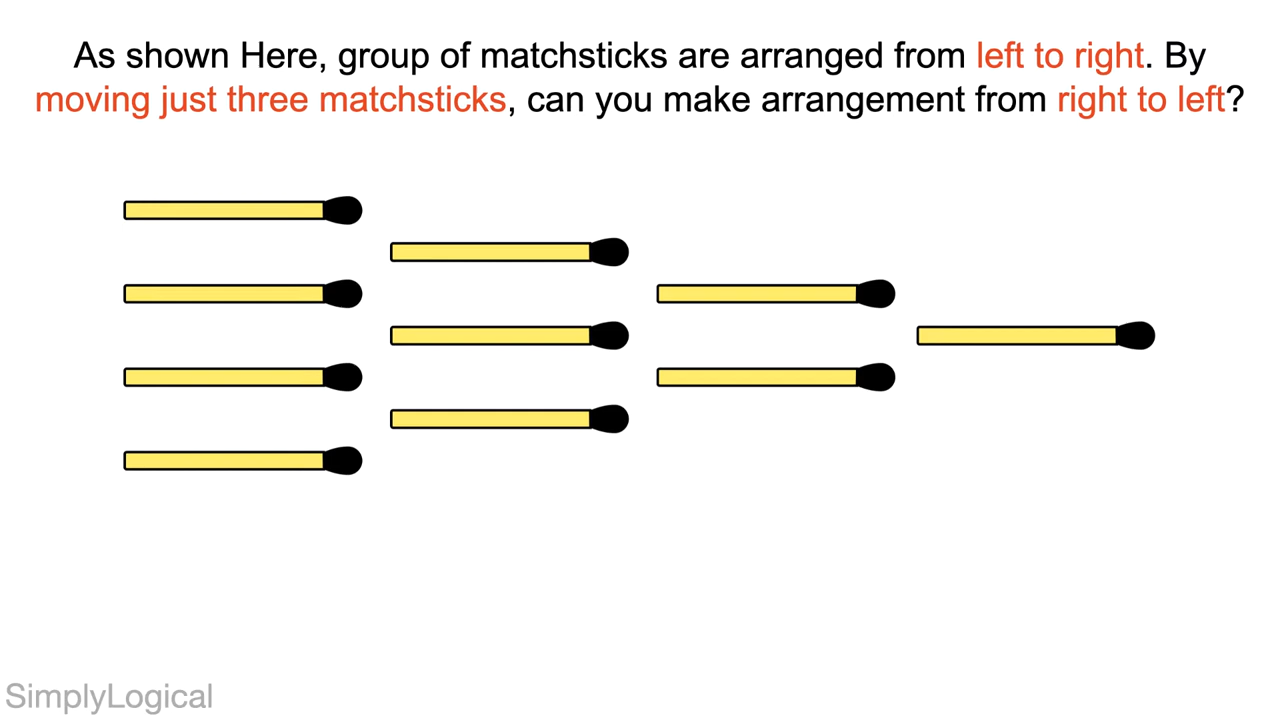 As shown Here, group of matchsticks are arranged from left to right. By
moving just three matchsticks, can you make arrangement from right to left?
SimplyLogical